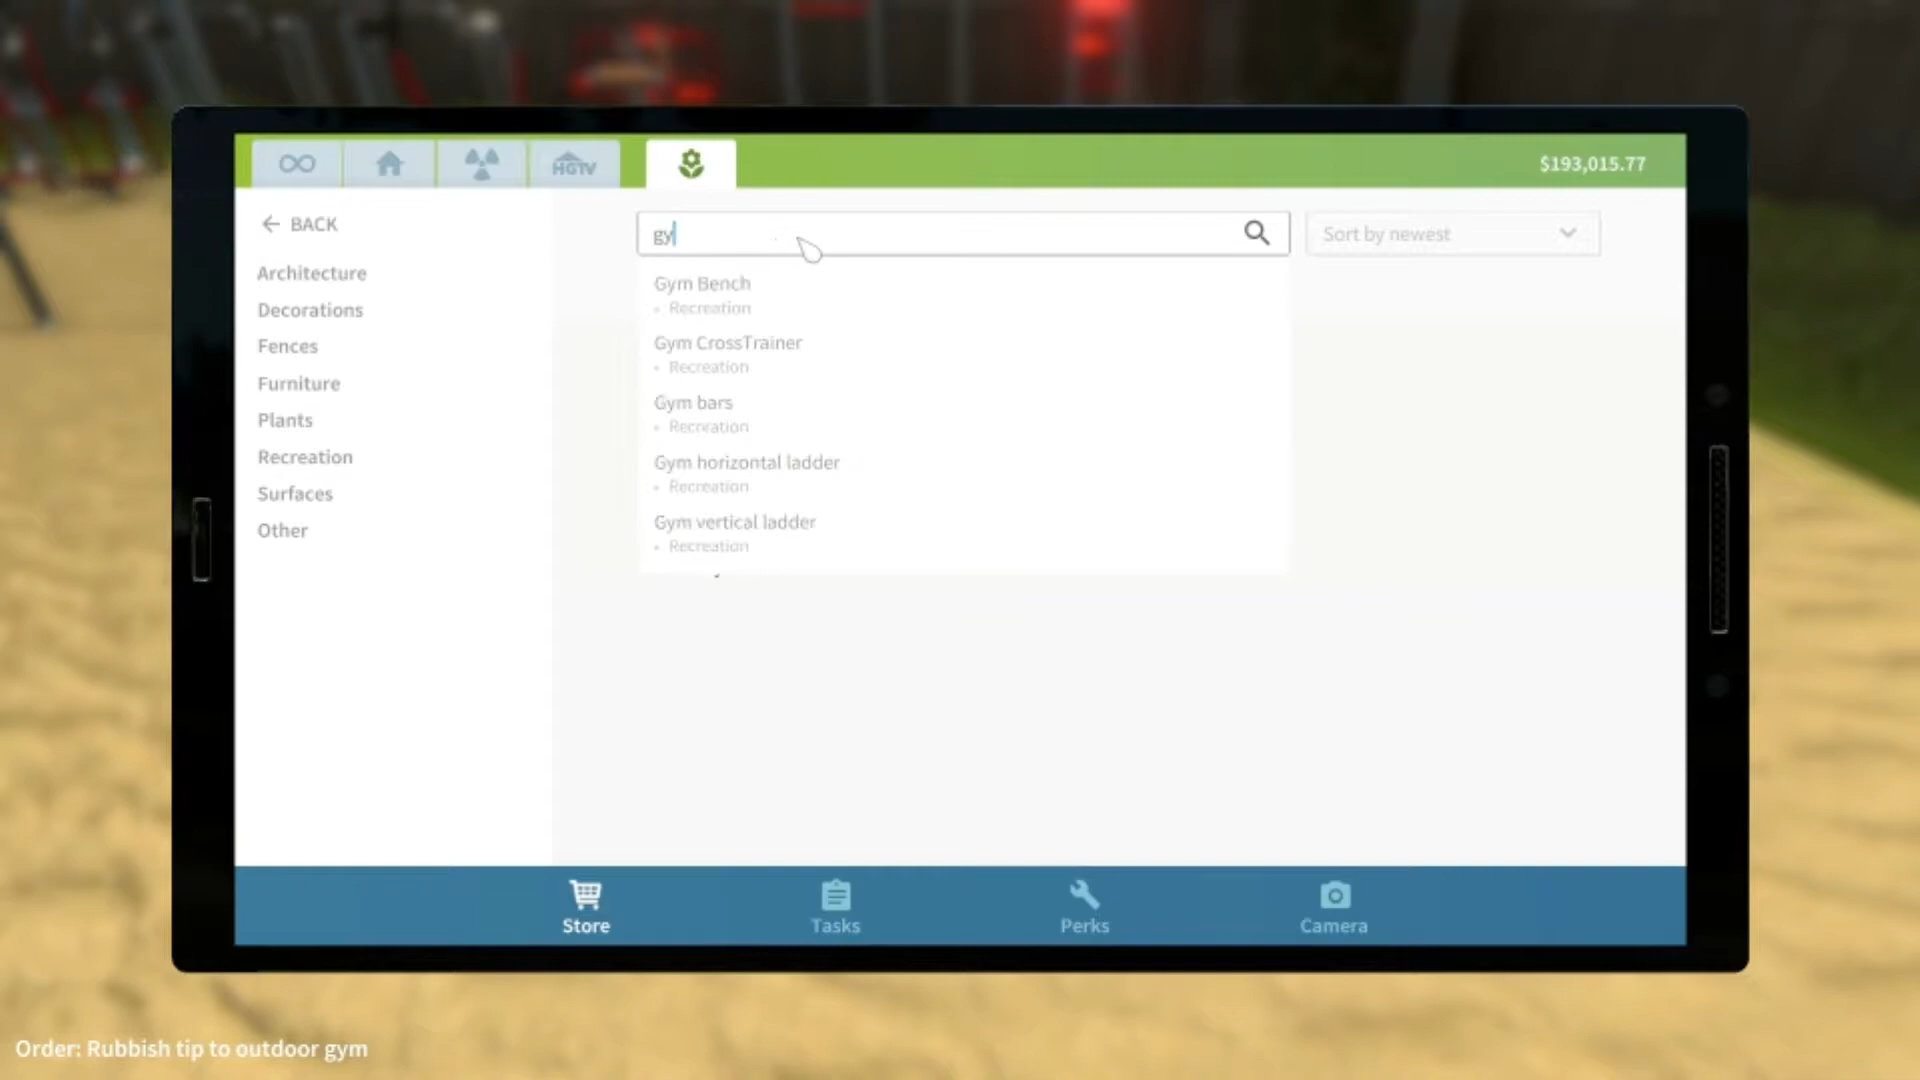 HGTV
$193,015.77
BACK
gy
Sort by newest
Architecture
Decorations
Fences
Furniture
Plants
Recreation
Surfaces
Other
Gym Bench
• Recreation
Gym CrossTrainer
• Recreation
Gym bars
• Recreation
Gym horizontal ladder
• Recreation
Gym vertical ladder
• Recreation
Store
Tasks
Perks
Camera
Order: Rubbish tip to outdoor gym